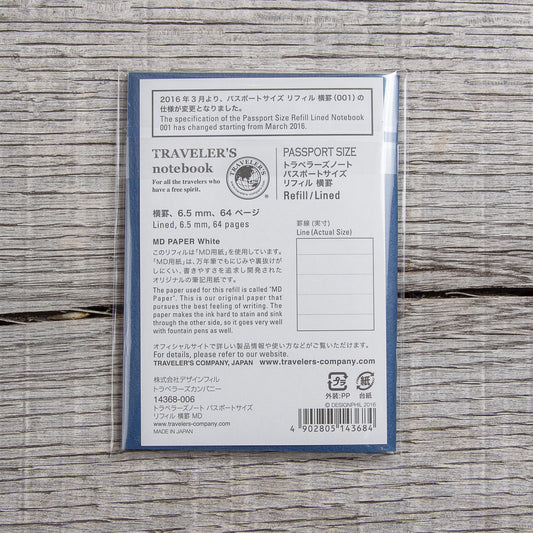 2016年3月より、パスポートサイズ リフィル 横罫(001)の
仕様が変更となりました。
The specification of the Passport Size Refill Lined Notebook
001 has changed starting from March 2016.
TRAVELER'S
notebook
For all the travelers who
have a free spirit.
TRAVELER'S
PASSPORT SIZE
トラベラーズノート
パスポートサイズ
リフィル 横罫
Refill/Lined
横罫、6.5 mm、64 ページ
Lined, 6.5 mm, 64 pages
MD PAPER White
このリフィルは「MD用紙」を使用しています。
「MD用紙」は、万年筆でもにじみや裏抜けが
しにくい、書きやすさを追求し開発された
オリジナルの筆記用紙です。
The paper used for this refill is called "MD
Paper". This is our original paper that
pursues the best feeling of writing. The
paper makes the ink hard to stain and sink
through the other side, so it goes very well
with fountain pens as well.
罫線(実寸)
Line (Actual Size)
オフィシャルサイトで詳しい製品情報や使い方などがご覧いただけます。
For details, please refer to our website.
TRAVELER'S COMPANY, JAPAN www.travelers-company.com
株式会社デザインフィル
トラベラーズカンパニー
14368-006
トラベラーズノート パスポートサイズ
リフィル 横罫 MD
www.travelers-company.com
MADE IN JAPAN
プラ
外装:PP
紙
台紙
© DESIGNPHIL 2016
4 902805 143684